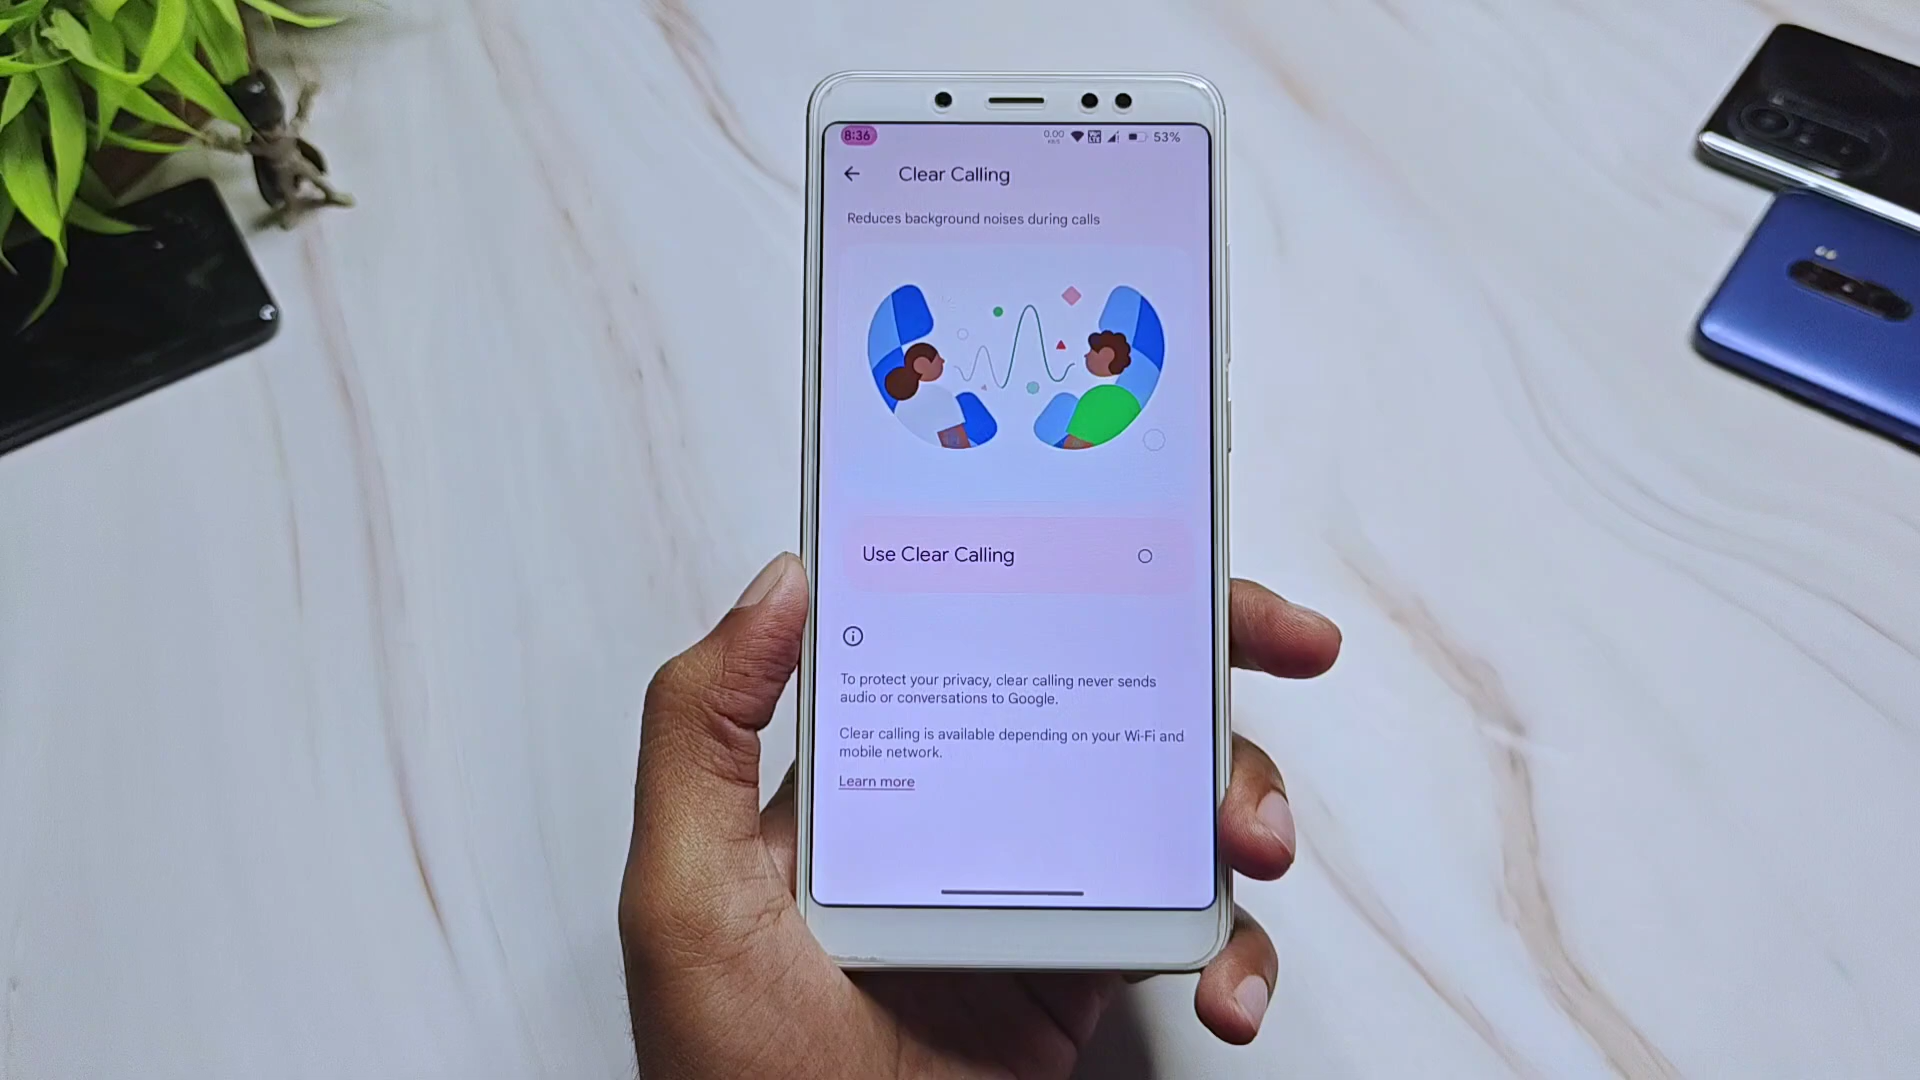 8:36
0.00
53%
Clear Calling
Reduces background noises during calls
Use Clear Calling
To protect your privacy, clear calling never sends
audio or conversations to Google.
Clear calling is available depending on your Wi-Fi and
mobile network.
Learn more